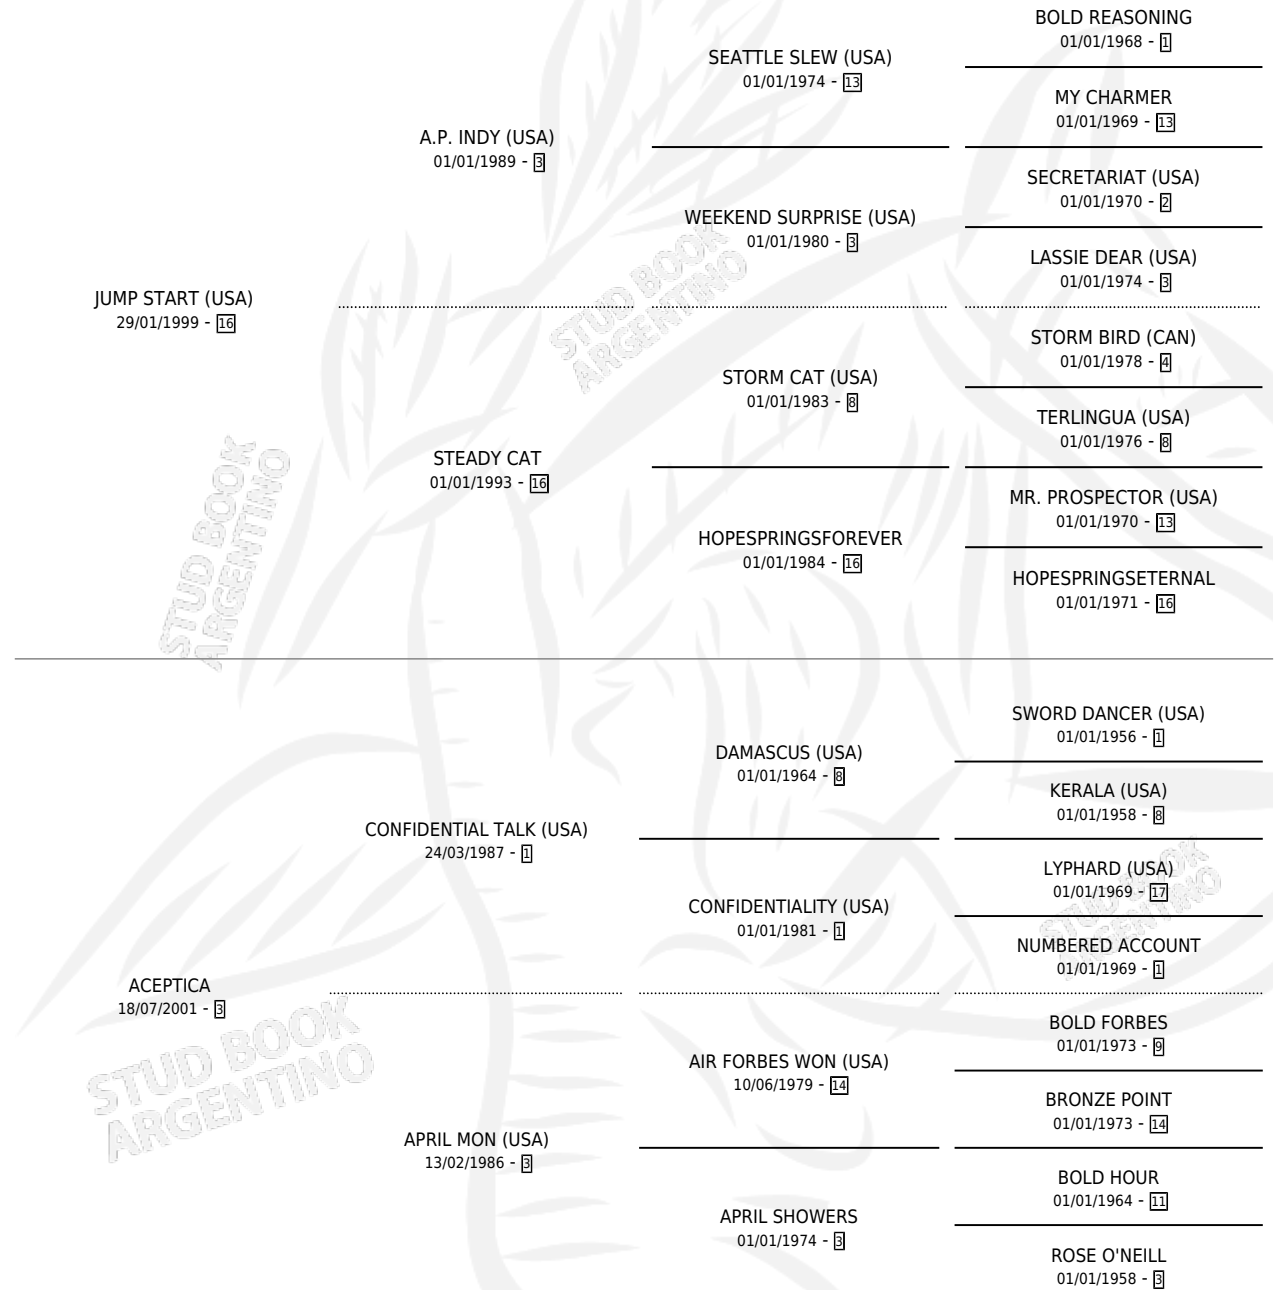 BOLD REASONING
01/01/1968 - 1
SEATTLE SLEW (USA)
01/01/1974 - 13
MY CHARMER
01/01/1969 - 13
A.P. INDY (USA)
01/01/1989 - 3
SECRETARIAT (USA)
01/01/1970 - 2
WEEKEND SURPRISE (USA)
01/01/1980 - 3
LASSIE DEAR (USA)
01/01/1974 - 3
JUMP START (USA)
29/01/1999 - 16
STORM BIRD (CAN)
01/01/1978 - 4
STORM CAT (USA)
01/01/1983 - 8
TERLINGUA (USA)
01/01/1976 - 8
STEADY CAT
01/01/1993 - 16
MR. PROSPECTOR (USA)
01/01/1970 - 13
HOPESPRINGSFOREVER
01/01/1984 - 16
HOPESPRINGSETERNAL
01/01/1971 - 16
SWORD DANCER (USA)
01/01/1956 - 1
DAMASCUS (USA)
01/01/1964 - 8
KERALA (USA)
01/01/1958 - 8
CONFIDENTIAL TALK (USA)
24/03/1987 - 1
LYPHARD (USA)
01/01/1969 - 17
CONFIDENTIALITY (USA)
01/01/1981 - 1
NUMBERED ACCOUNT
01/01/1969 - 1
ACEPTICA
18/07/2001 - 3
BOLD FORBES
01/01/1973 - 9
AIR FORBES WON (USA)
10/06/1979 - 14
BRONZE POINT
01/01/1973 - 14
APRIL MON (USA)
13/02/1986 - 3
BOLD HOUR
01/01/1964 - 11
APRIL SHOWERS
01/01/1974 - 3
ROSE O'NEILL
01/01/1958 - 3
STUD BOOK
ARGENTINO
STUD BOOK
ARGENTINO
STUD BOOK
ARGENTINO
STUD BOOK
ARGENTINO